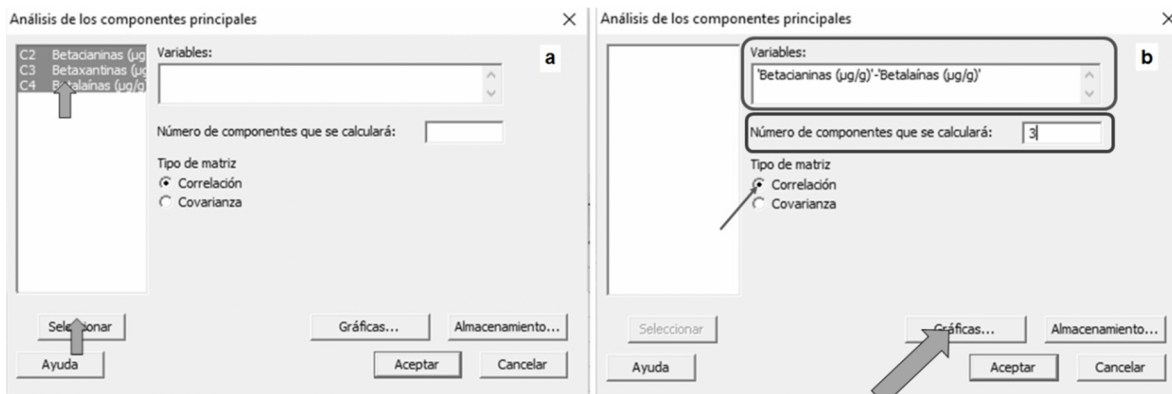 Análisis de los componentes principales
a
C2 Betacianinas (µg
C3 Betaxantinas (µg
C4 Betalaínas (µg/g)
Variables:
Número de componentes que se calculará:
Tipo de matriz
Correlación
Covarianza
Seleccionar
Gráficas...
Almacenamiento...
Ayuda
Aceptar
Cancelar
Análisis de los componentes principales
b
Variables:
'Betacianinas (µg/g)'-'Betalaínas (µg/g)'
Número de componentes que se calculará: 3
Tipo de matriz
Correlación
Covarianza
Seleccionar
Gráficas...
Almacenamiento...
Ayuda
Aceptar
Cancelar